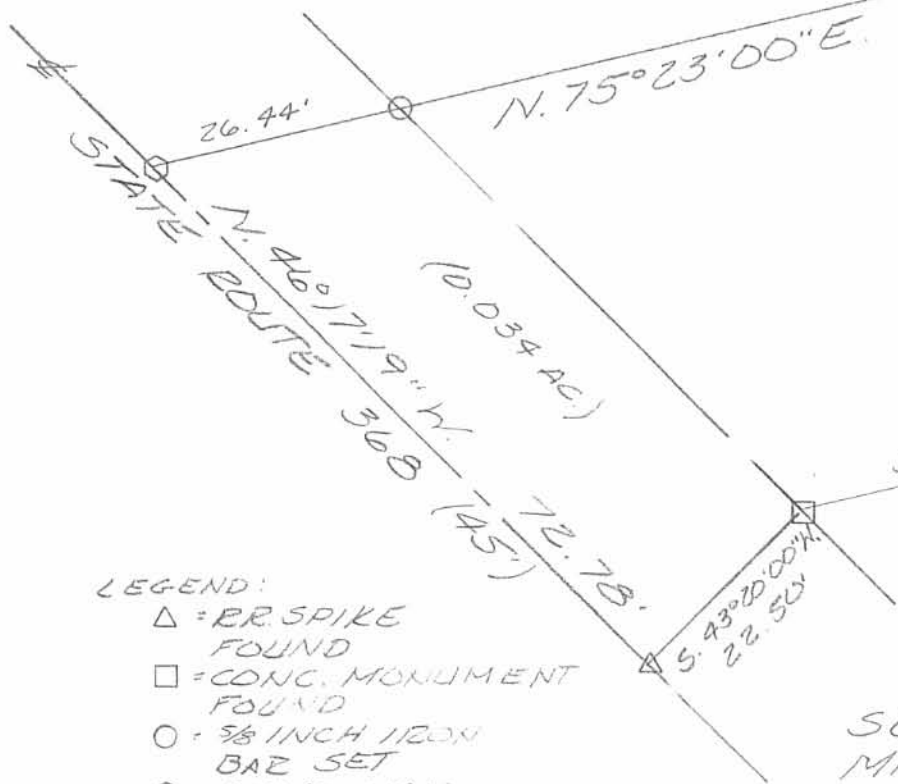 26.44'
N. 75°23'00"E.
STATE ROUTE 368 (45')
N. 46°17'19"W. 72.78'
(0.034 AC.)
S. 43°20'00"W.
22.50'
LEGEND:
△ = R.R. SPIKE
FOUND
□ = CONC. MONUMENT
FOUND
○ = 5/8 INCH IRON
BAR SET